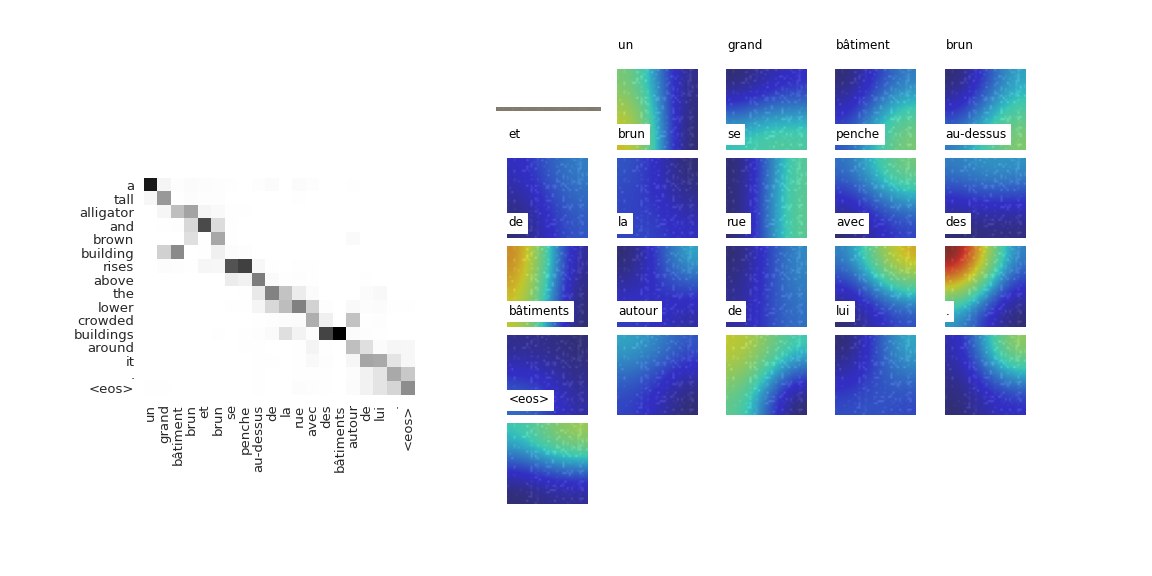 a
tall
alligator
and
brown
building
rises
above
the
lower
crowded
buildings
around
it
.
<eos>
un
grand
bâtiment
brun
et
brun
se
penche
au-dessus
de
la
rue
avec
des
bâtiments
autour
de
lui
.
<eos>
un grand bâtiment brun
et brun se penche au-dessus
de la rue avec des
bâtiments autour de lui .
<eos>